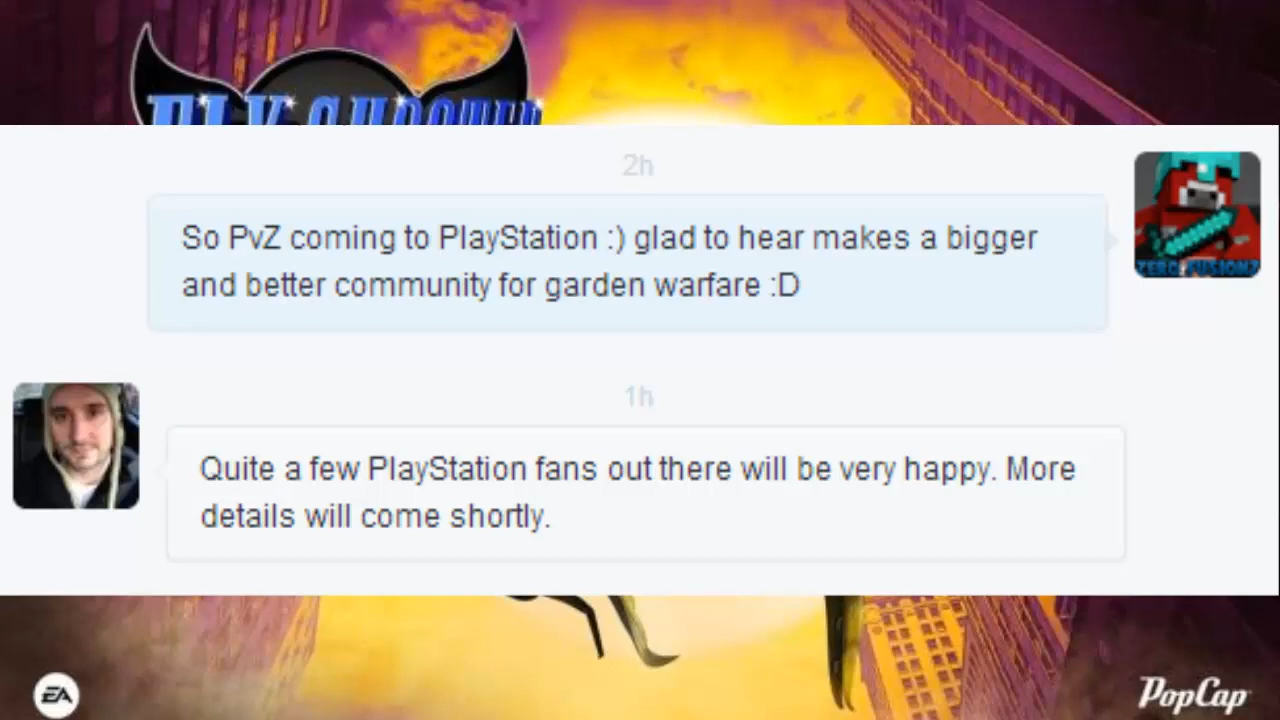 2h
So PvZ coming to PlayStation :) glad to hear makes a bigger
and better community for garden warfare :D
ZERO_FUSIONZ
1h
Quite a few PlayStation fans out there will be very happy. More
details will come shortly.
EA
PopCap